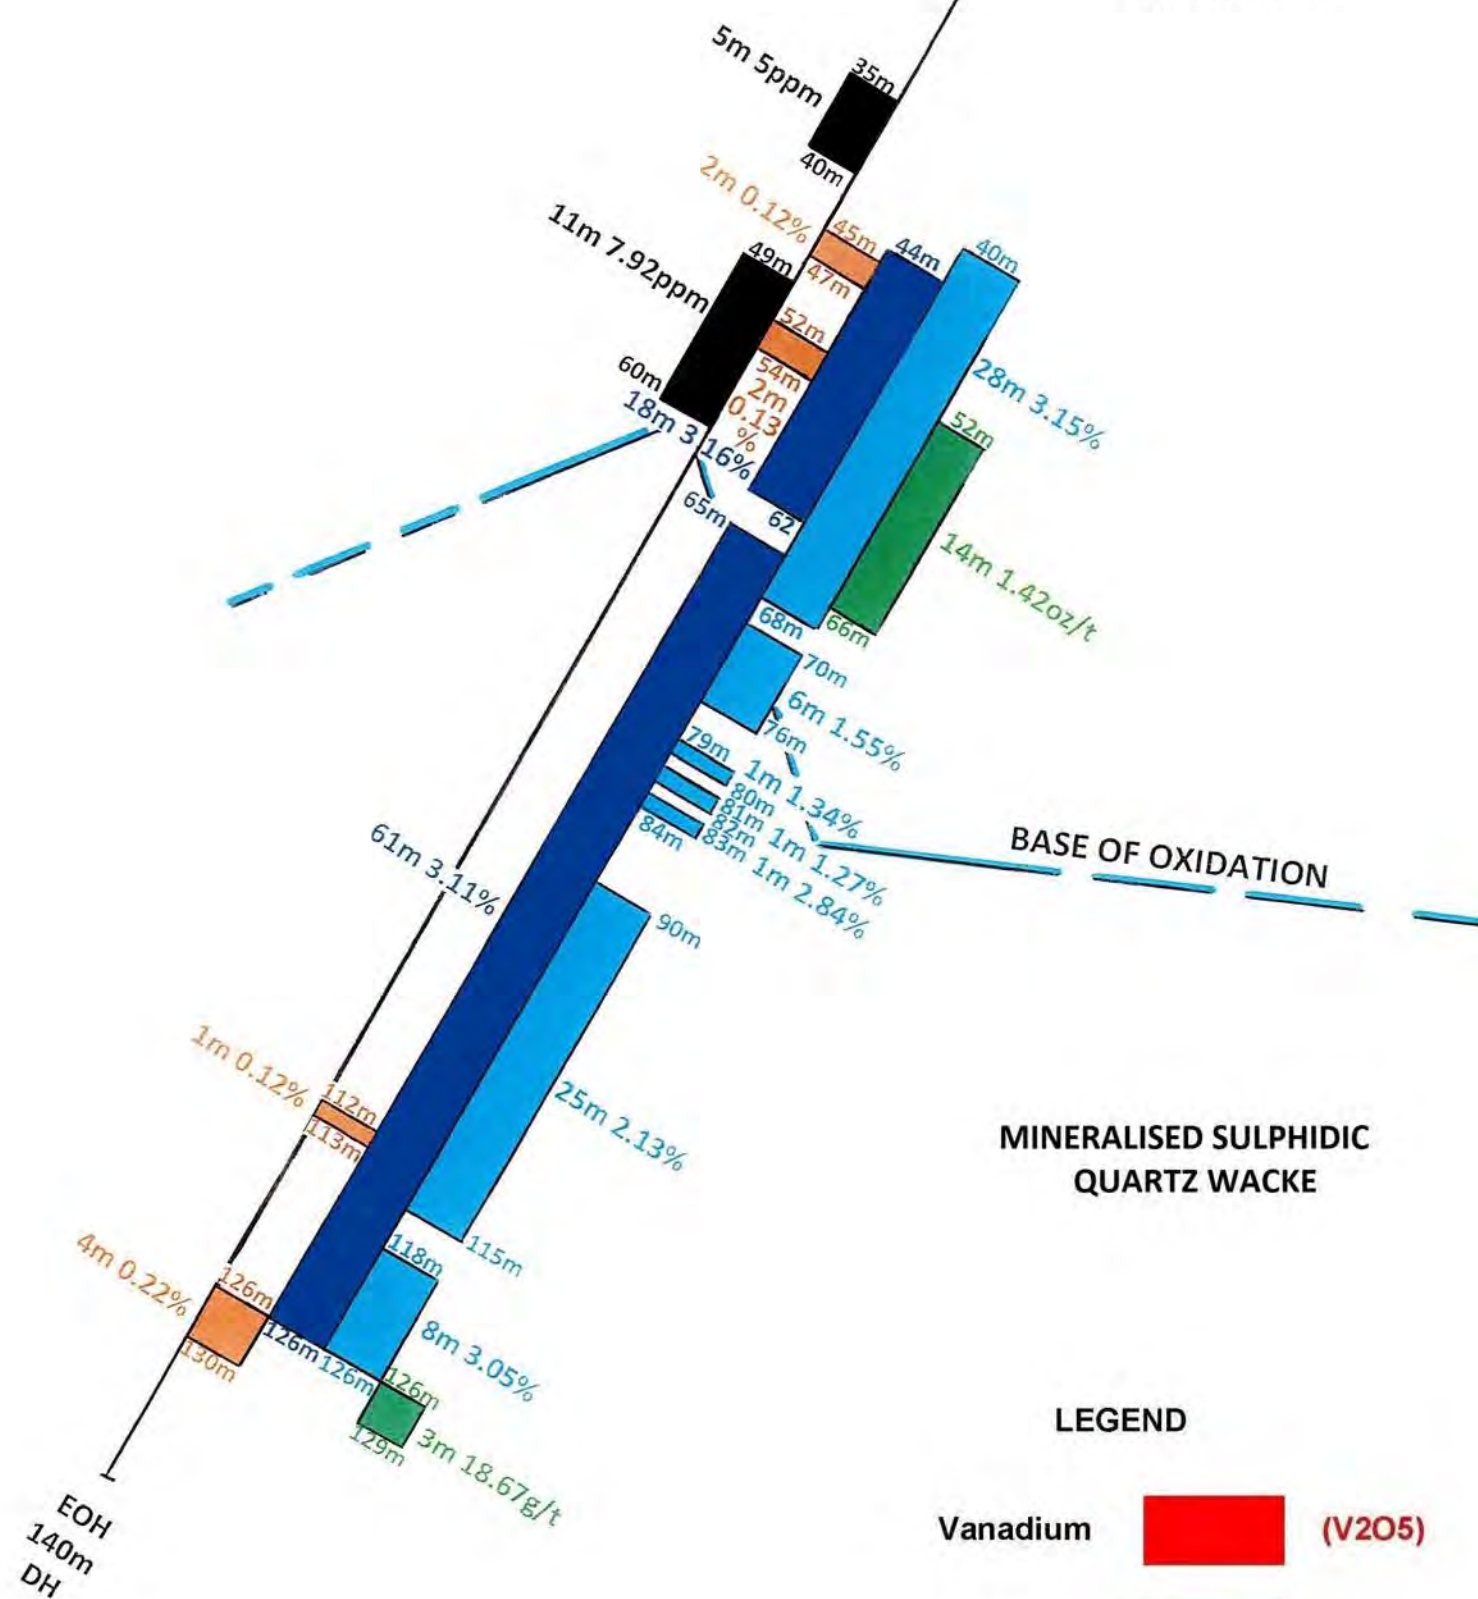 35m
5m 5ppm
40m
2m 0.12%
45m
47m
44m
40m
11m 7.92ppm
49m
60m
52m
54m
2m
0.13
%
28m 3.15%
18m 3.16%
62
65m
52m
14m 1.42oz/t
66m
68m
70m
6m 1.55%
76m
79m
1m 1.34%
80m
81m
1m 1.27%
82m
83m
1m 2.84%
84m
BASE OF OXIDATION
61m 3.11%
90m
25m 2.13%
115m
1m 0.12%
112m
113m
MINERALISED SULPHIDIC
QUARTZ WACKE
118m
8m 3.05%
126m
4m 0.22%
126m
130m
126m
126m
3m 18.67g/t
129m
EOH
140m
DH
LEGEND
Vanadium
(V2O5)